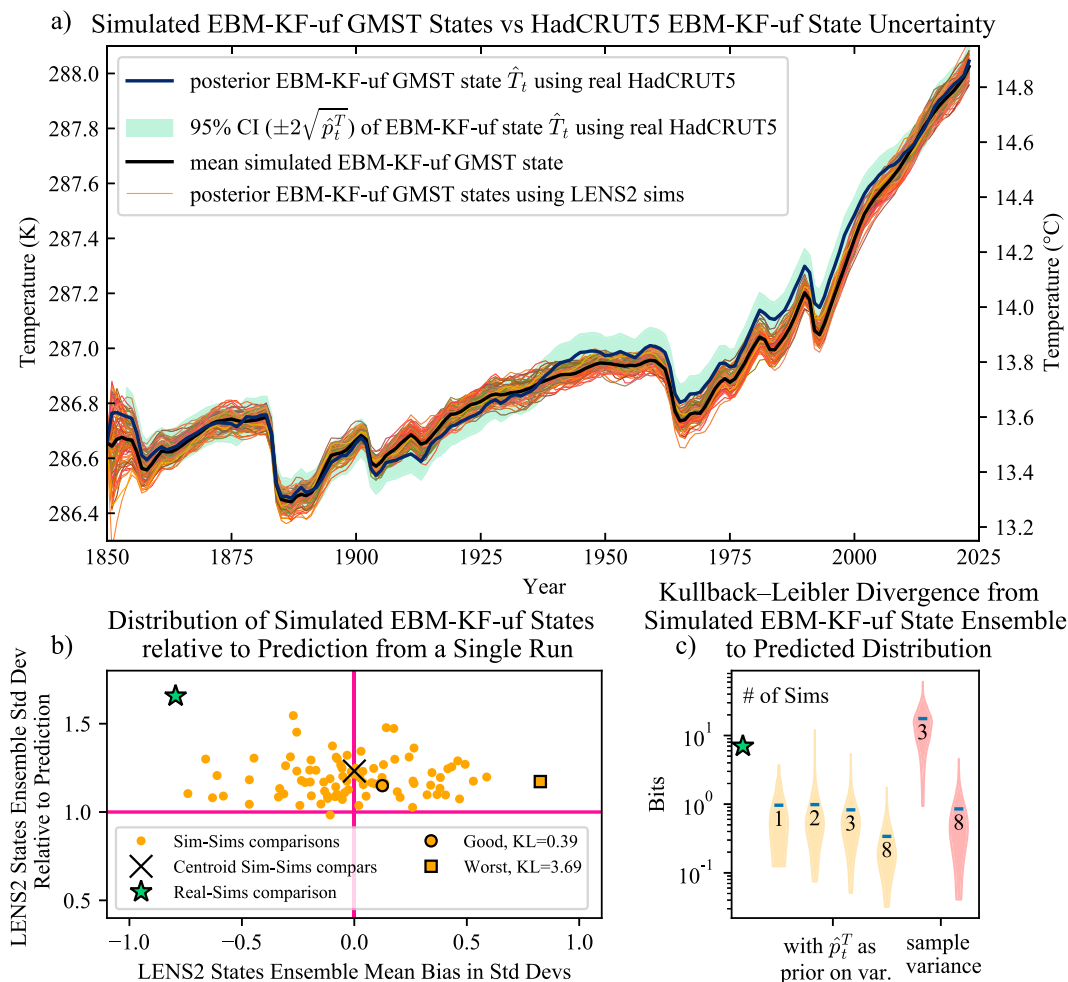 a) Simulated EBM-KF-uf GMST States vs HadCRUT5 EBM-KF-uf State Uncertainty
posterior EBM-KF-uf GMST state T̂ₜ using real HadCRUT5
95% CI (±2√p̂ₜᵀ) of EBM-KF-uf state T̂ₜ using real HadCRUT5
mean simulated EBM-KF-uf GMST state
posterior EBM-KF-uf GMST states using LENS2 sims
Temperature (K)
288.0
287.8
287.6
287.4
287.2
287.0
286.8
286.6
286.4
Temperature (°C)
14.8
14.6
14.4
14.2
14.0
13.8
13.6
13.4
13.2
1850 1875 1900 1925 1950 1975 2000 2025
Year
b) Distribution of Simulated EBM-KF-uf States
relative to Prediction from a Single Run
LENS2 States Ensemble Std Dev
Relative to Prediction
1.5
1.0
0.5
Sim-Sims comparisons
Centroid Sim-Sims compars
Real-Sims comparison
Good, KL=0.39
Worst, KL=3.69
−1.0 −0.5 0.0 0.5 1.0
LENS2 States Ensemble Mean Bias in Std Devs
Kullback–Leibler Divergence from
Simulated EBM-KF-uf State Ensemble
c) to Predicted Distribution
# of Sims
Bits
10¹
10⁰
10⁻¹
1 2 3 8 3 8
with p̂ₜᵀ as
prior on var.
sample
variance